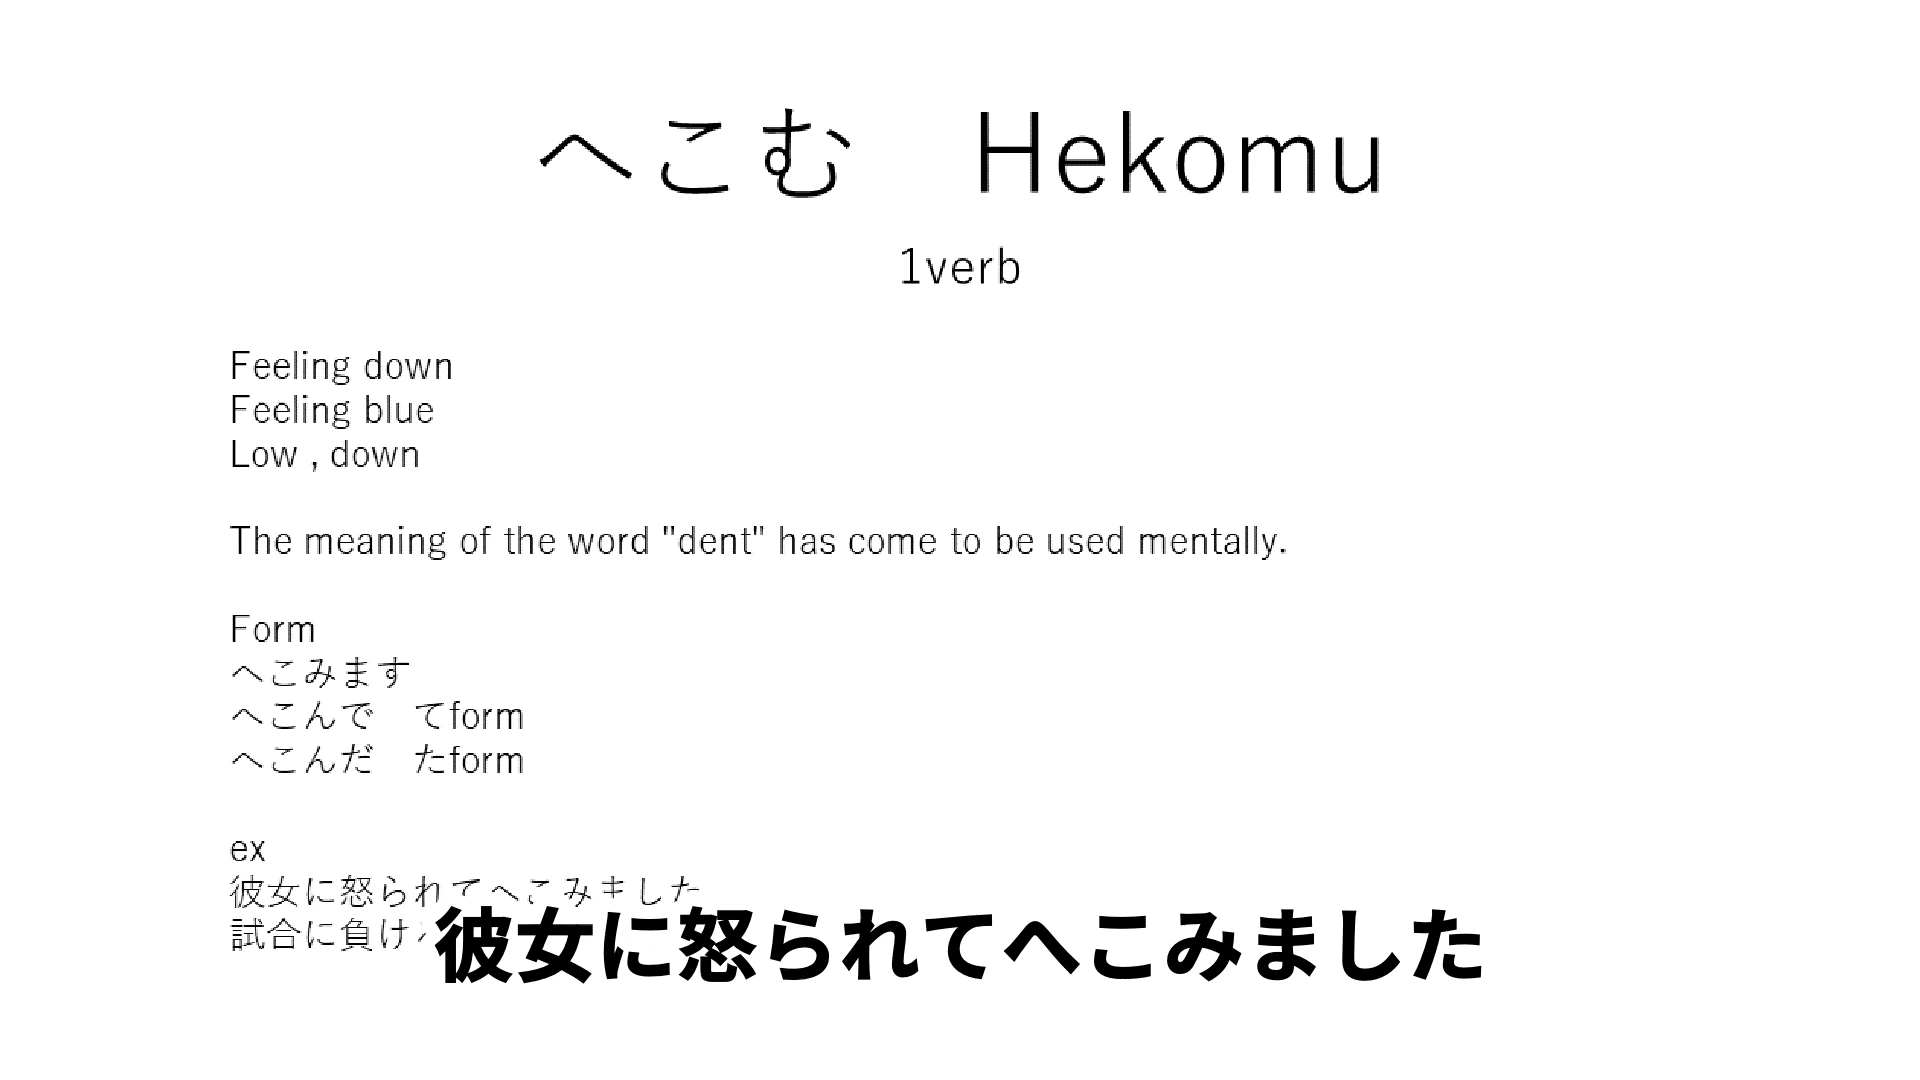 へこむ　Hekomu
1verb
Feeling down
Feeling blue
Low , down
The meaning of the word "dent" has come to be used mentally.
Form
へこみます
へこんで　てform
へこんだ　たform
ex
彼女に怒られてへこみました
試合に負け
彼女に怒られてへこみました